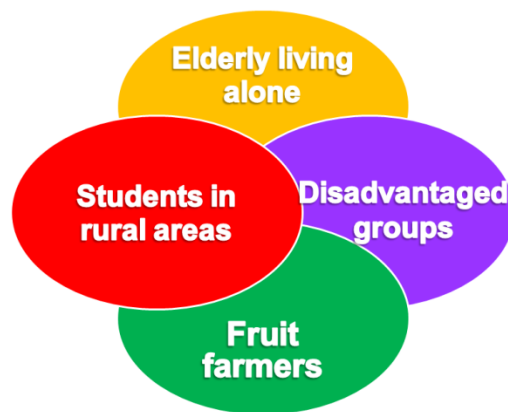 Elderly living
alone
Students in
rural areas
Disadvantaged
groups
Fruit
farmers